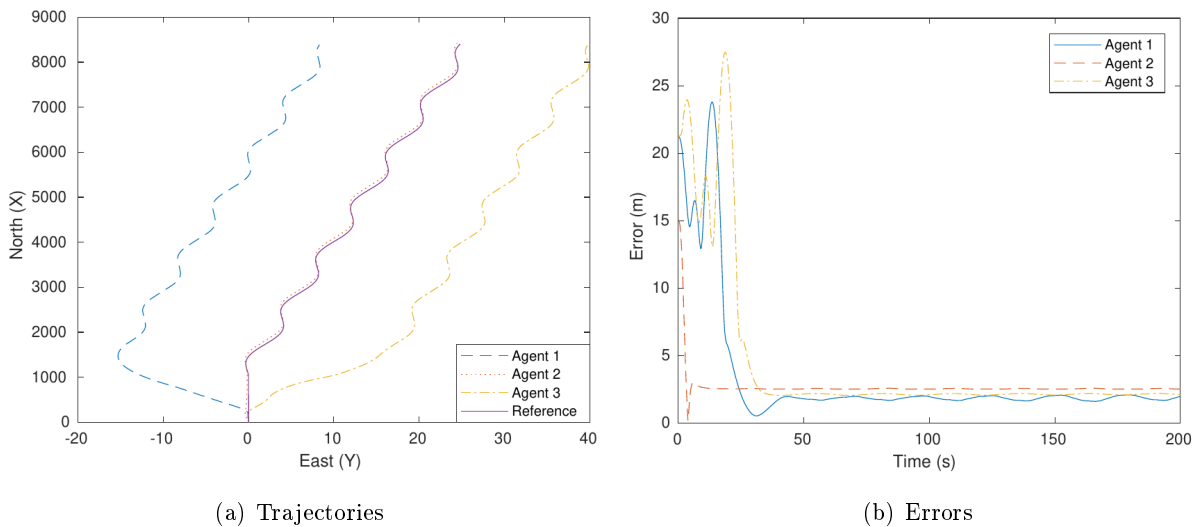 9000
8000
7000
6000
5000
4000
3000
2000
1000
0
North (X)
-20
-10
0
10
20
30
40
East (Y)
Agent 1
Agent 2
Agent 3
Reference
(a) Trajectories
30
25
20
15
10
5
0
Error (m)
0
50
100
150
200
Time (s)
Agent 1
Agent 2
Agent 3
(b) Errors